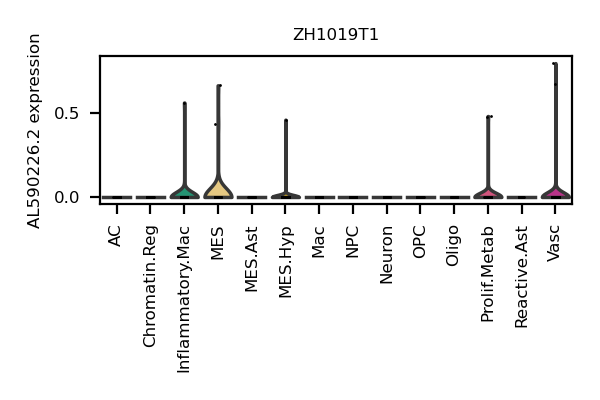 ZH1019T1
AL590226.2 expression
0.5
0.0
AC
Chromatin.Reg
Inflammatory.Mac
MES
MES.Ast
MES.Hyp
Mac
NPC
Neuron
OPC
Oligo
Prolif.Metab
Reactive.Ast
Vasc